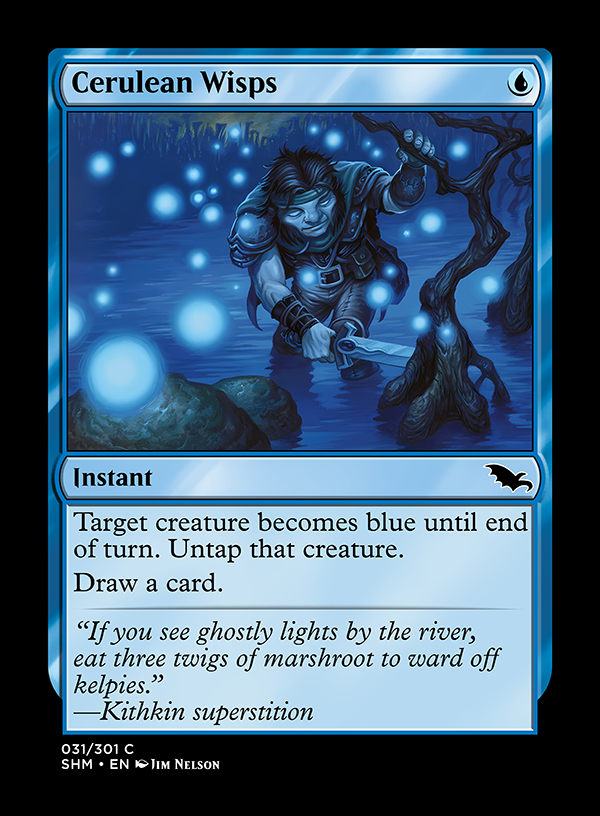 Cerulean Wisps
Instant
Target creature becomes blue until end
of turn. Untap that creature.
Draw a card.
“If you see ghostly lights by the river,
eat three twigs of marshroot to ward off
kelpies.”
—Kithkin superstition
031/301 C
SHM • EN Jim Nelson